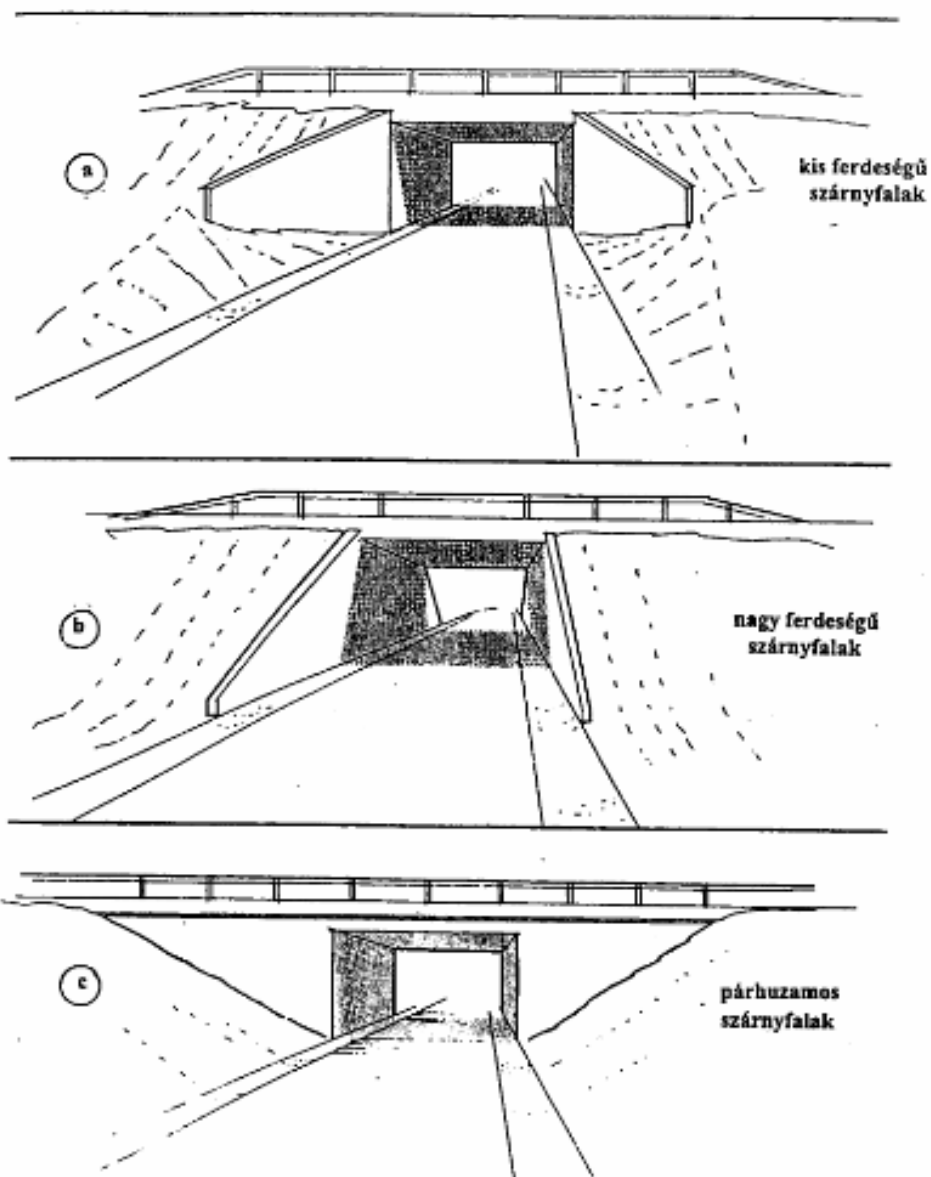 a
kis ferdeségű
szárnyfalak
b
nagy ferdeségű
szárnyfalak
c
párhuzamos
szárnyfalak